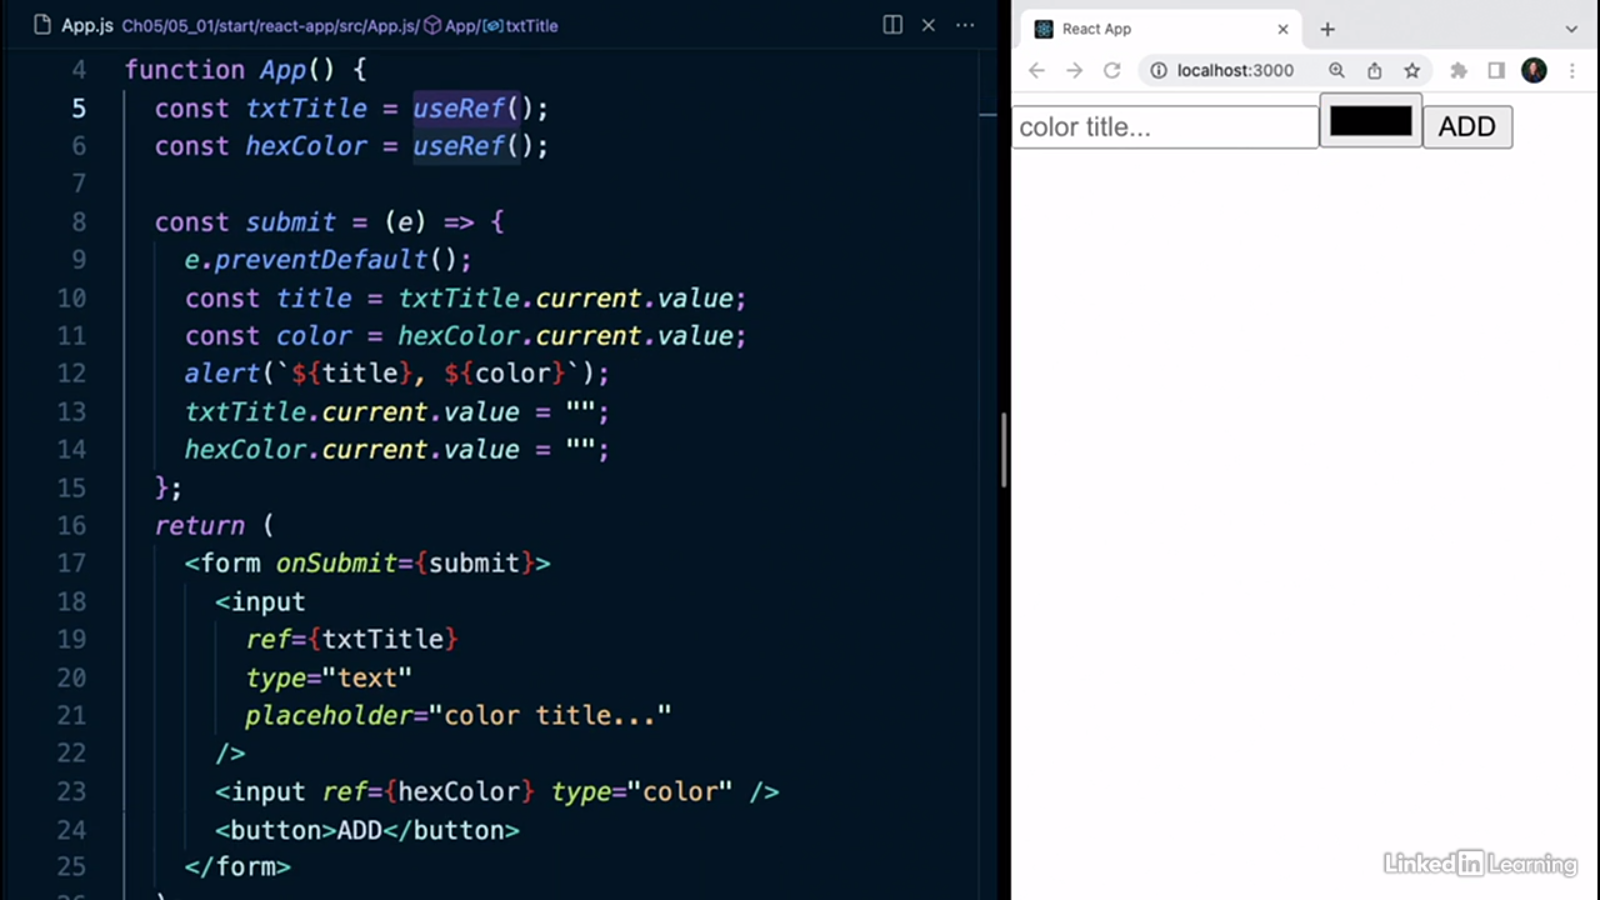 App.js Ch05/05_01/start/react-app/src/App.js/ App/ txtTitle
4 function App() {
5 const txtTitle = useRef();
6 const hexColor = useRef();
7
8 const submit = (e) => {
9 e.preventDefault();
10 const title = txtTitle.current.value;
11 const color = hexColor.current.value;
12 alert(`${title}, ${color}`);
13 txtTitle.current.value = "";
14 hexColor.current.value = "";
15 };
16 return (
17 <form onSubmit={submit}>
18 <input
19 ref={txtTitle}
20 type="text"
21 placeholder="color title..."
22 />
23 <input ref={hexColor} type="color" />
24 <button>ADD</button>
25 </form>
React App
localhost:3000
color title... ADD
Linked in Learning